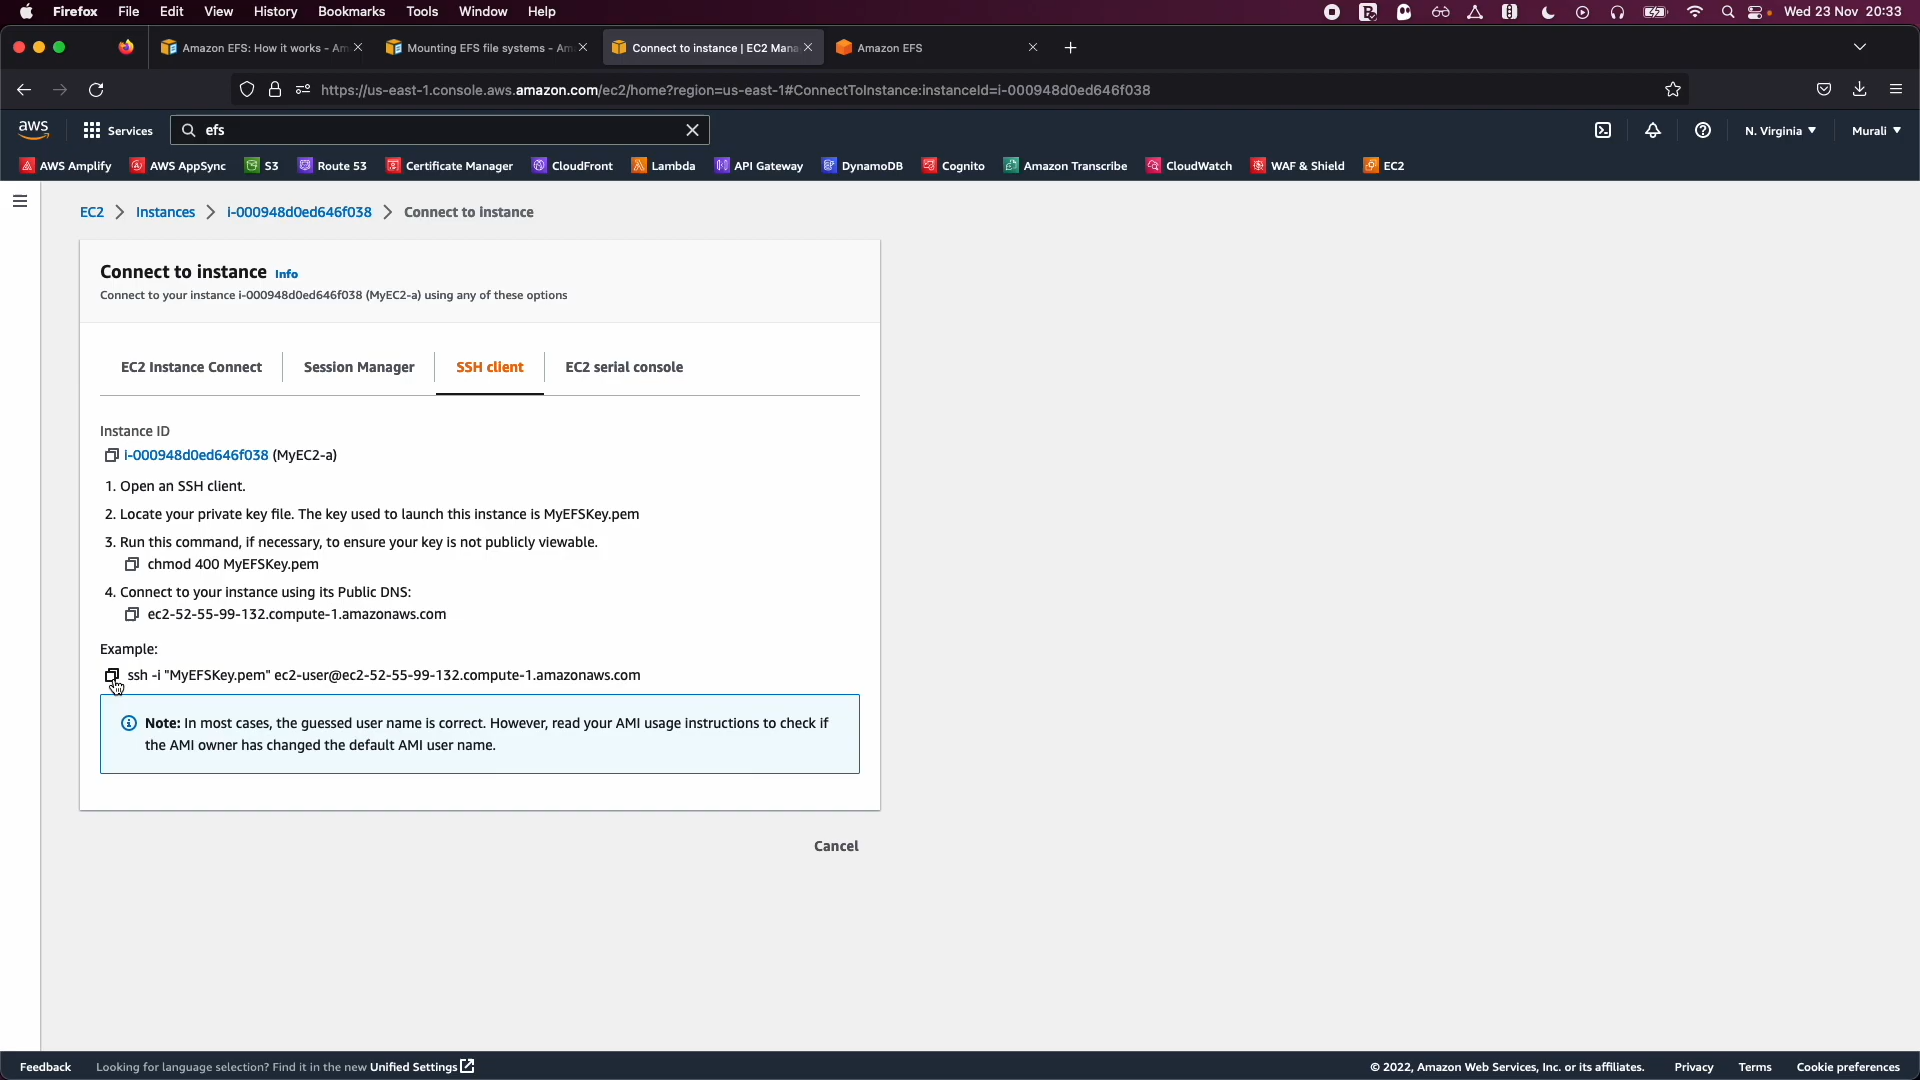 Firefox File Edit View History Bookmarks Tools Window Help Wed 23 Nov 20:33
Amazon EFS: How it works - Am Mounting EFS file systems - Am Connect to instance | EC2 Mana Amazon EFS
https://us-east-1.console.aws.amazon.com/ec2/home?region=us-east-1#ConnectToInstance:instanceId=i-000948d0ed646f038
aws Services efs N. Virginia Murali
AWS Amplify AWS AppSync S3 Route 53 Certificate Manager CloudFront Lambda API Gateway DynamoDB Cognito Amazon Transcribe CloudWatch WAF & Shield EC2
EC2 Instances i-000948d0ed646f038 Connect to instance
Connect to instance Info
Connect to your instance i-000948d0ed646f038 (MyEC2-a) using any of these options
EC2 Instance Connect Session Manager SSH client EC2 serial console
Instance ID
i-000948d0ed646f038 (MyEC2-a)
1. Open an SSH client.
2. Locate your private key file. The key used to launch this instance is MyEFSKey.pem
3. Run this command, if necessary, to ensure your key is not publicly viewable.
chmod 400 MyEFSKey.pem
4. Connect to your instance using its Public DNS:
ec2-52-55-99-132.compute-1.amazonaws.com
Example:
ssh -i "MyEFSKey.pem" ec2-user@ec2-52-55-99-132.compute-1.amazonaws.com
Note: In most cases, the guessed user name is correct. However, read your AMI usage instructions to check if
the AMI owner has changed the default AMI user name.
Cancel
Feedback Looking for language selection? Find it in the new Unified Settings © 2022, Amazon Web Services, Inc. or its affiliates. Privacy Terms Cookie preferences